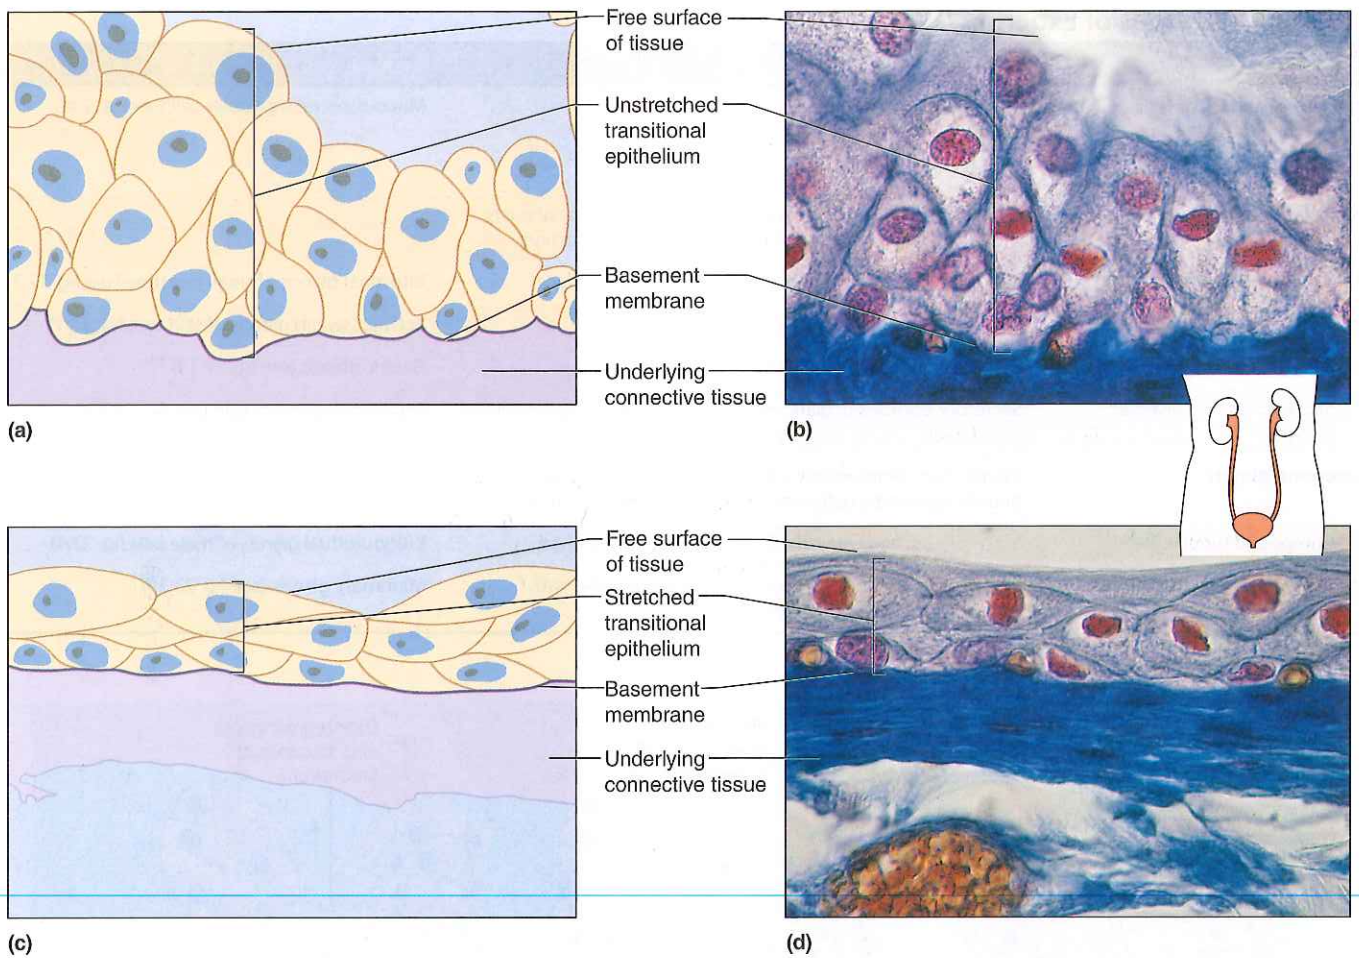 Free surface
of tissue
Unstretched
transitional
epithelium
Basement
membrane
Underlying
connective tissue
(a)
(b)
Free surface
of tissue
Stretched
transitional
epithelium
Basement
membrane
Underlying
connective tissue
(c)
(d)